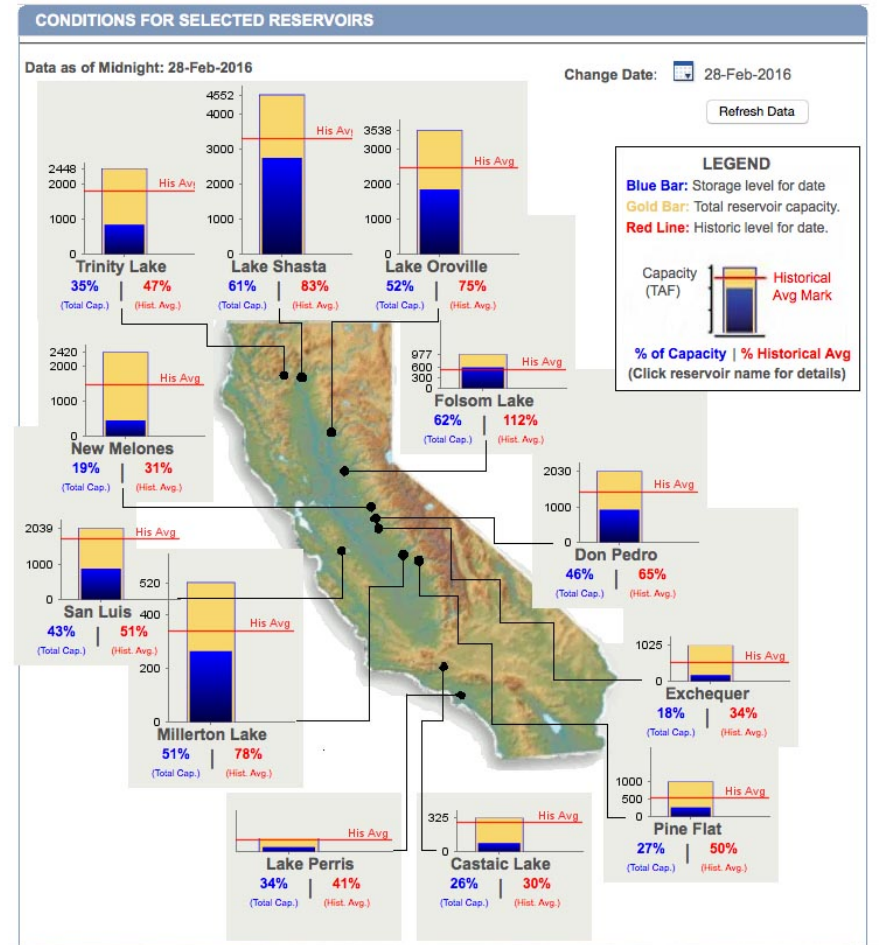 CONDITIONS FOR SELECTED RESERVOIRS
Data as of Midnight: 28-Feb-2016
Change Date: 28-Feb-2016
Refresh Data
LEGEND
Blue Bar: Storage level for date
Gold Bar: Total reservoir capacity.
Red Line: Historic level for date.
Capacity
(TAF)
Historical
Avg Mark
% of Capacity | % Historical Avg
(Click reservoir name for details)
2448
2000
1000
0
His Avg
Trinity Lake
35% | 47%
(Total Cap.) (Hist. Avg.)
4552
4000
3000
2000
1000
0
His Avg
Lake Shasta
61% | 83%
(Total Cap.) (Hist. Avg.)
3538
3000
2000
1000
0
His Avg
Lake Oroville
52% | 75%
(Total Cap.) (Hist. Avg.)
977
600
300
0
His Avg
Folsom Lake
62% | 112%
(Total Cap.) (Hist. Avg.)
2420
2000
1000
0
His Avg
New Melones
19% | 31%
(Total Cap.) (Hist. Avg.)
2030
1000
0
His Avg
Don Pedro
46% | 65%
(Total Cap.) (Hist. Avg.)
2039
1000
0
His Avg
San Luis
43% | 51%
(Total Cap.) (Hist. Avg.)
520
400
200
0
His Avg
Millerton Lake
51% | 78%
(Total Cap.) (Hist. Avg.)
1025
0
His Avg
Exchequer
18% | 34%
(Total Cap.) (Hist. Avg.)
1000
500
0
His Avg
Pine Flat
27% | 50%
(Total Cap.) (Hist. Avg.)
His Avg
Lake Perris
34% | 41%
(Total Cap.) (Hist. Avg.)
325
0
His Avg
Castaic Lake
26% | 30%
(Total Cap.) (Hist. Avg.)